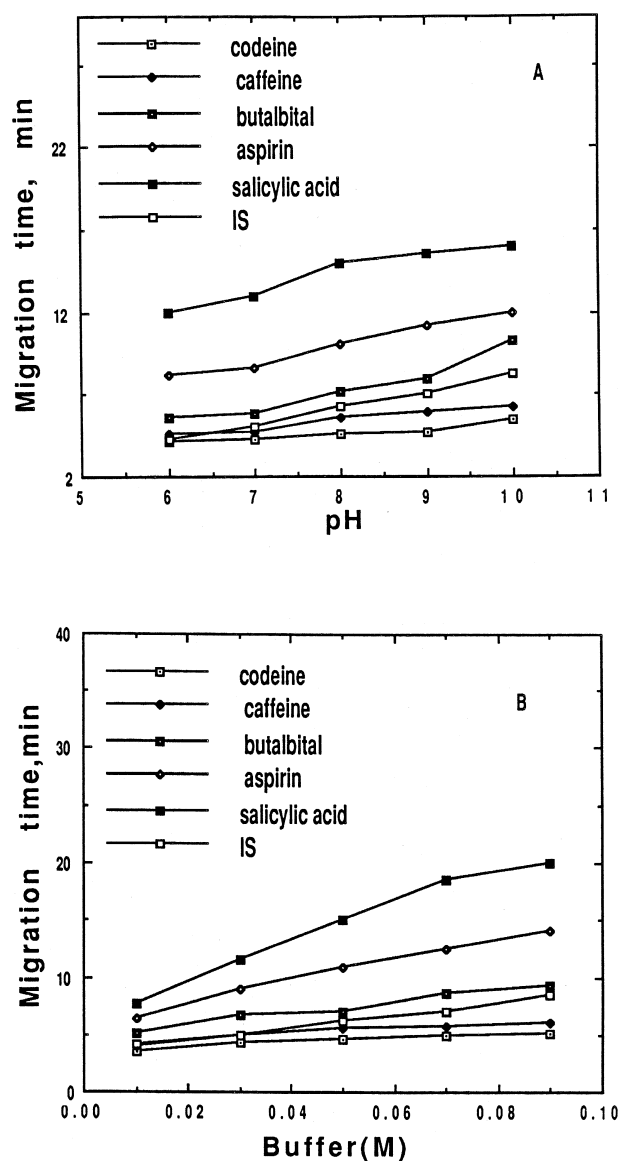 codeine
caffeine
butalbital
aspirin
salicylic acid
IS
A
Migration time, min
22
12
2
5 6 7 8 9 10 11
pH
codeine
caffeine
butalbital
aspirin
salicylic acid
IS
B
Migration time,min
40
30
20
10
0
0.00 0.02 0.04 0.06 0.08 0.10
Buffer(M)